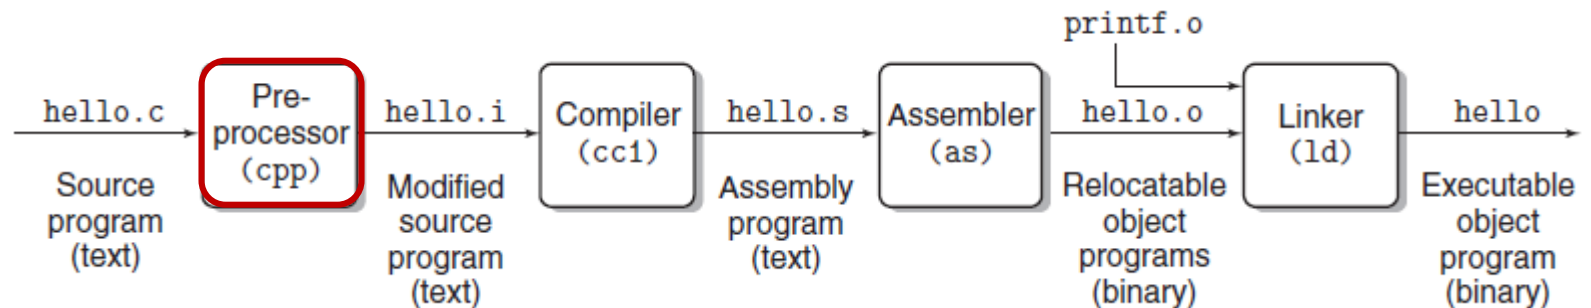 printf.o
hello.c
Pre-
processor
(cpp)
hello.i
Compiler
(cc1)
hello.s
Assembler
(as)
hello.o
Linker
(ld)
hello
Source
program
(text)
Modified
source
program
(text)
Assembly
program
(text)
Relocatable
object
programs
(binary)
Executable
object
program
(binary)